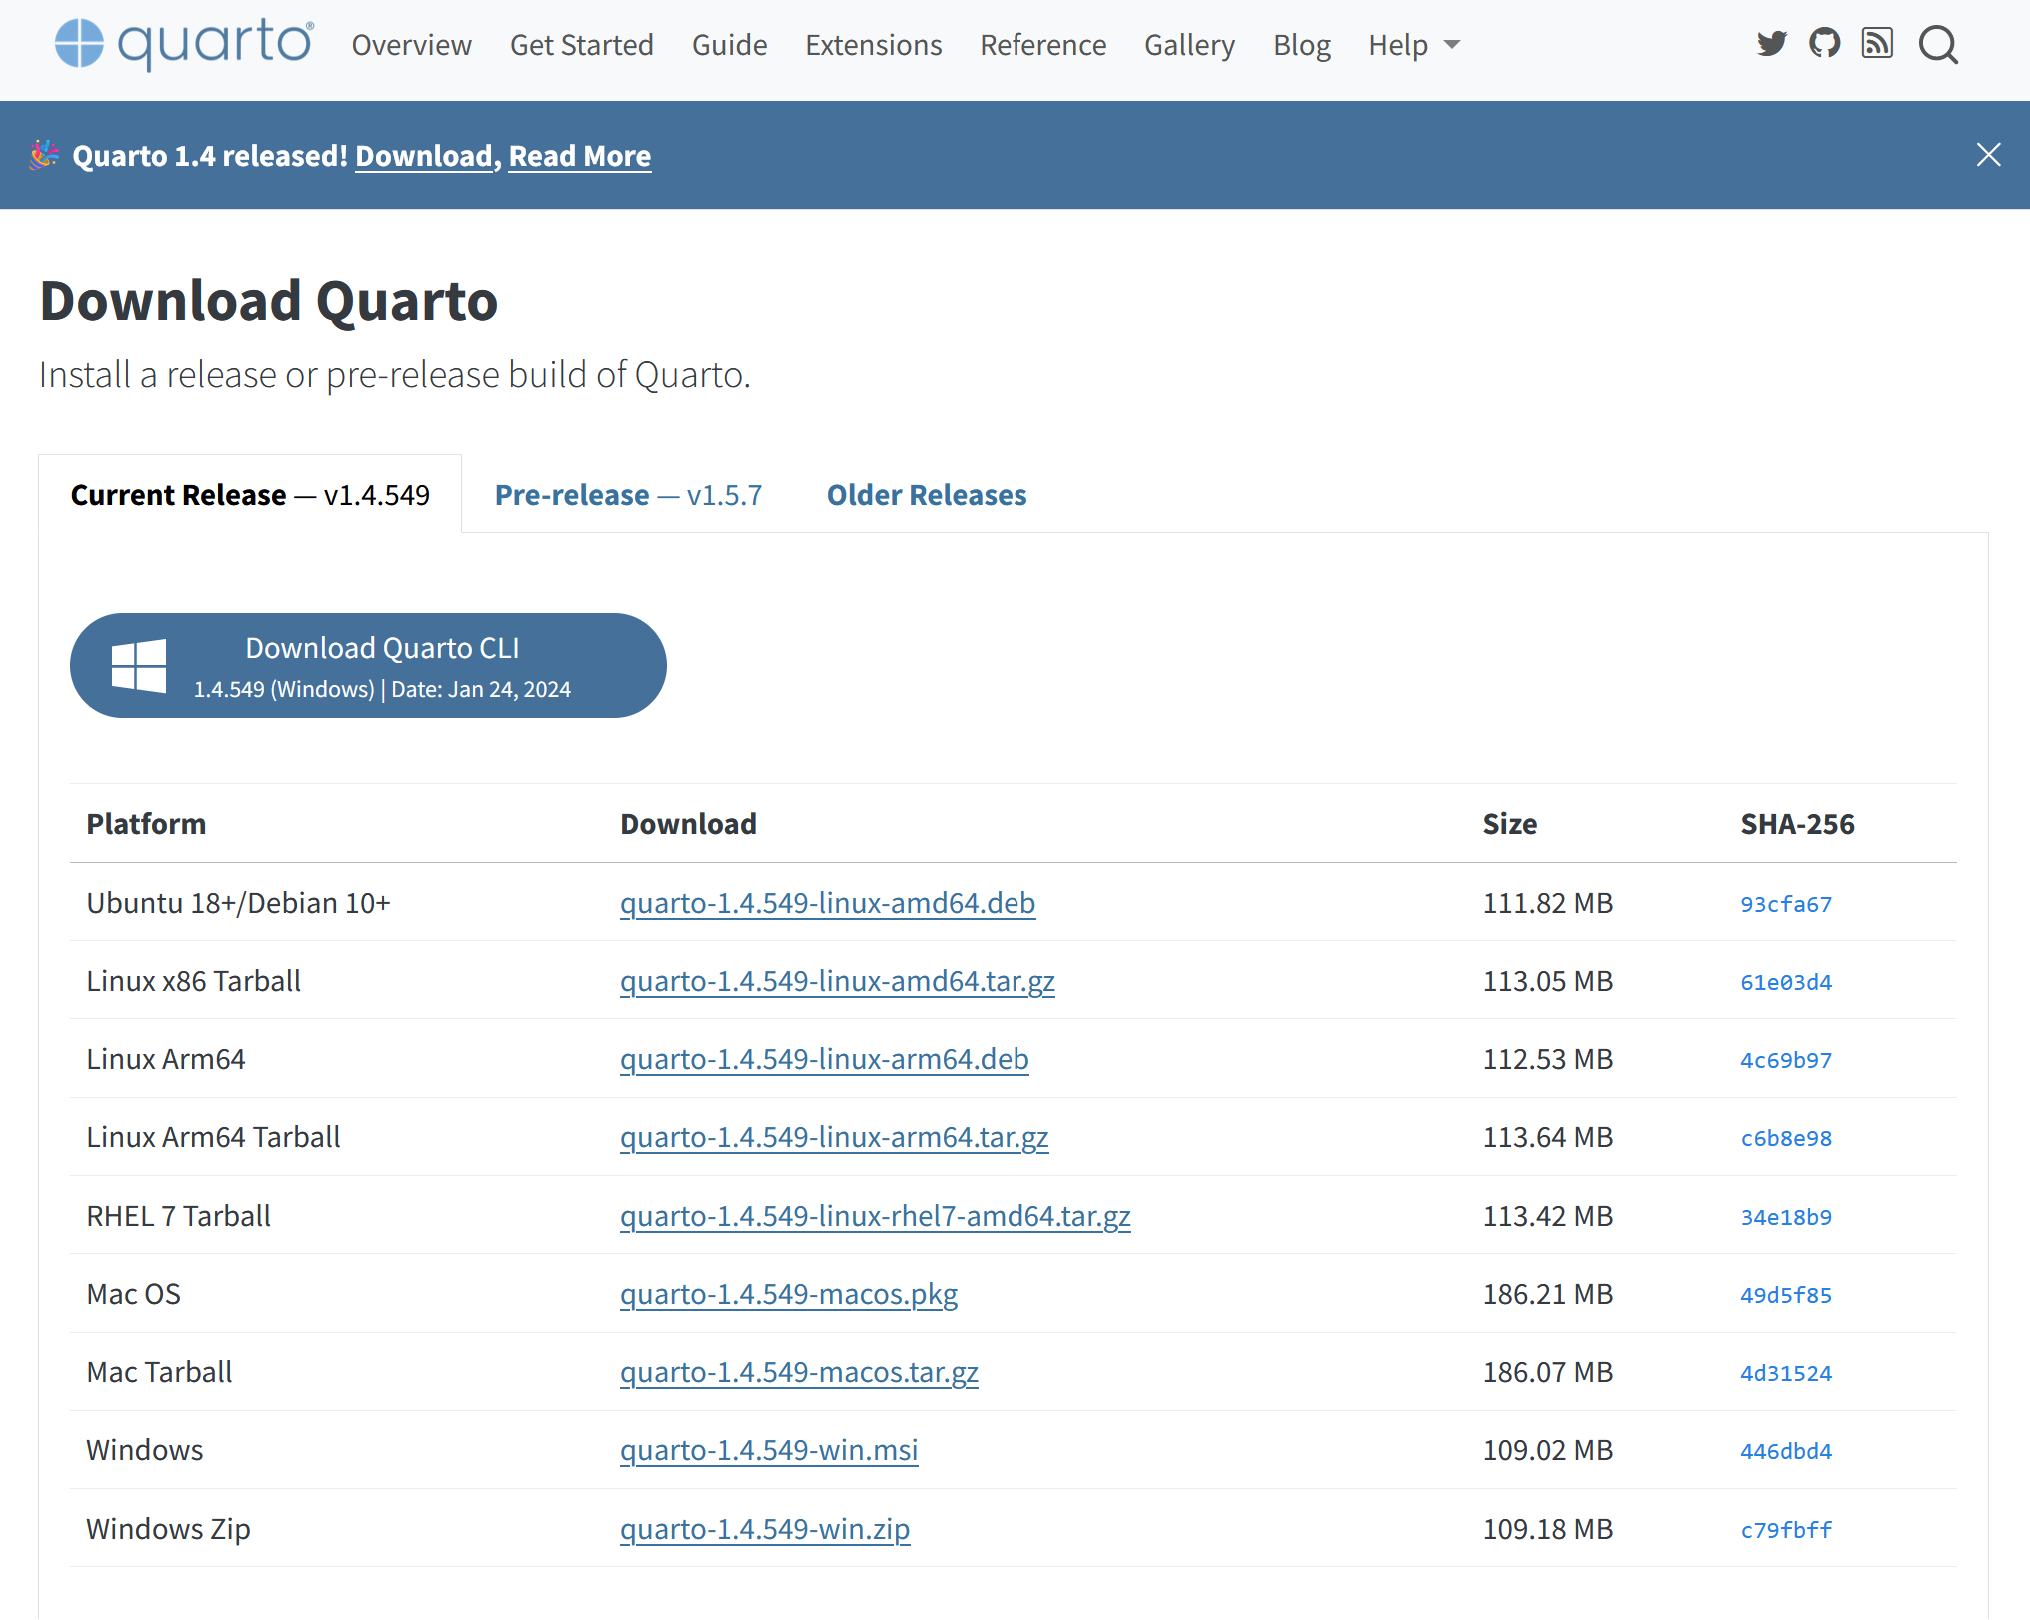 quarto®
Overview Get Started Guide Extensions Reference Gallery Blog Help
Quarto 1.4 released! Download, Read More
Download Quarto
Install a release or pre-release build of Quarto.
Current Release — v1.4.549 Pre-release — v1.5.7 Older Releases
Download Quarto CLI
1.4.549 (Windows) | Date: Jan 24, 2024
Platform Download Size SHA-256
Ubuntu 18+/Debian 10+ quarto-1.4.549-linux-amd64.deb 111.82 MB 93cfa67
Linux x86 Tarball quarto-1.4.549-linux-amd64.tar.gz 113.05 MB 61e03d4
Linux Arm64 quarto-1.4.549-linux-arm64.deb 112.53 MB 4c69b97
Linux Arm64 Tarball quarto-1.4.549-linux-arm64.tar.gz 113.64 MB c6b8e98
RHEL 7 Tarball quarto-1.4.549-linux-rhel7-amd64.tar.gz 113.42 MB 34e18b9
Mac OS quarto-1.4.549-macos.pkg 186.21 MB 49d5f85
Mac Tarball quarto-1.4.549-macos.tar.gz 186.07 MB 4d31524
Windows quarto-1.4.549-win.msi 109.02 MB 446dbd4
Windows Zip quarto-1.4.549-win.zip 109.18 MB c79fbff